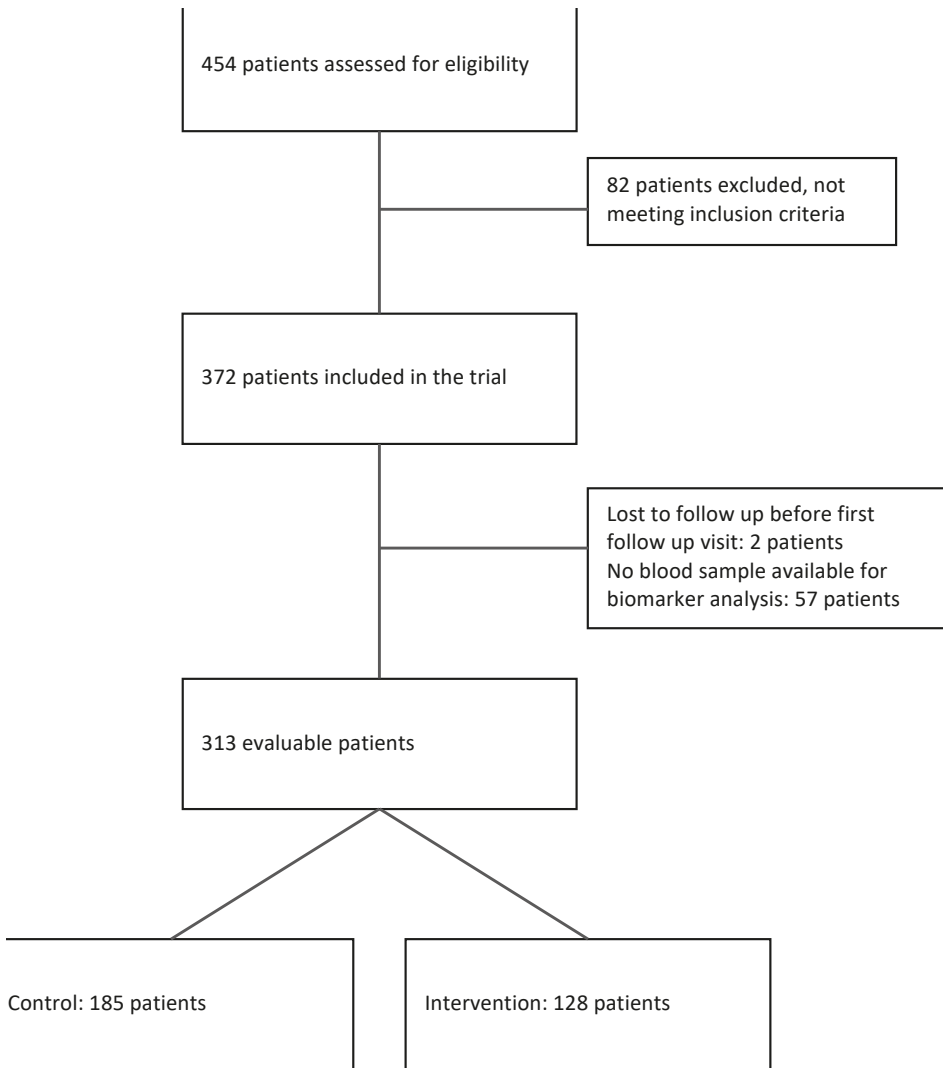 454 patients assessed for eligibility
82 patients excluded, not
meeting inclusion criteria
372 patients included in the trial
Lost to follow up before first
follow up visit: 2 patients
No blood sample available for
biomarker analysis: 57 patients
313 evaluable patients
Control: 185 patients
Intervention: 128 patients